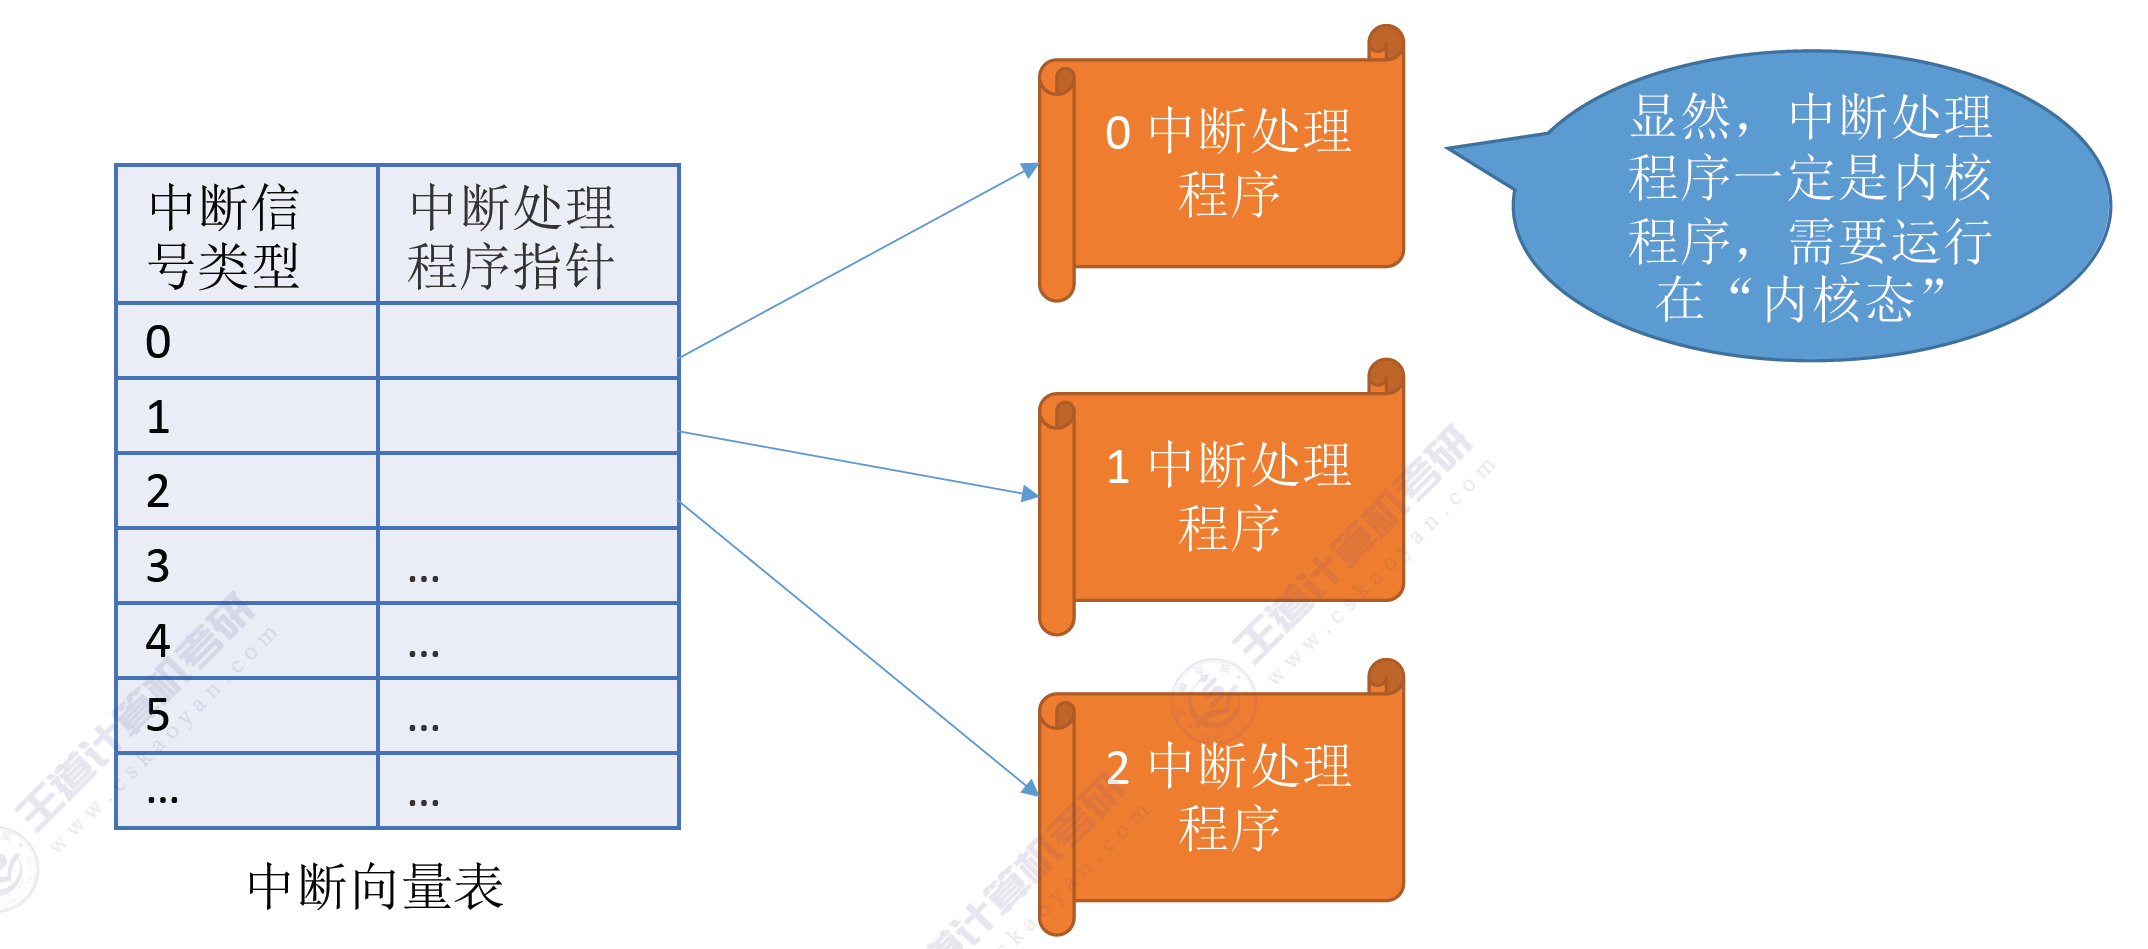 中断信
号类型
中断处理
程序指针
0
1
2
3
...
4
...
5
...
...
...
中断向量表
0 中断处理
程序
1 中断处理
程序
2 中断处理
程序
显然，中断处理
程序一定是内核
程序，需要运行
在“内核态”
王道计算机考研
www.cskaoyan.com
王道计算机考研
www.cskaoyan.com
道计算机考研
skaoyan.com